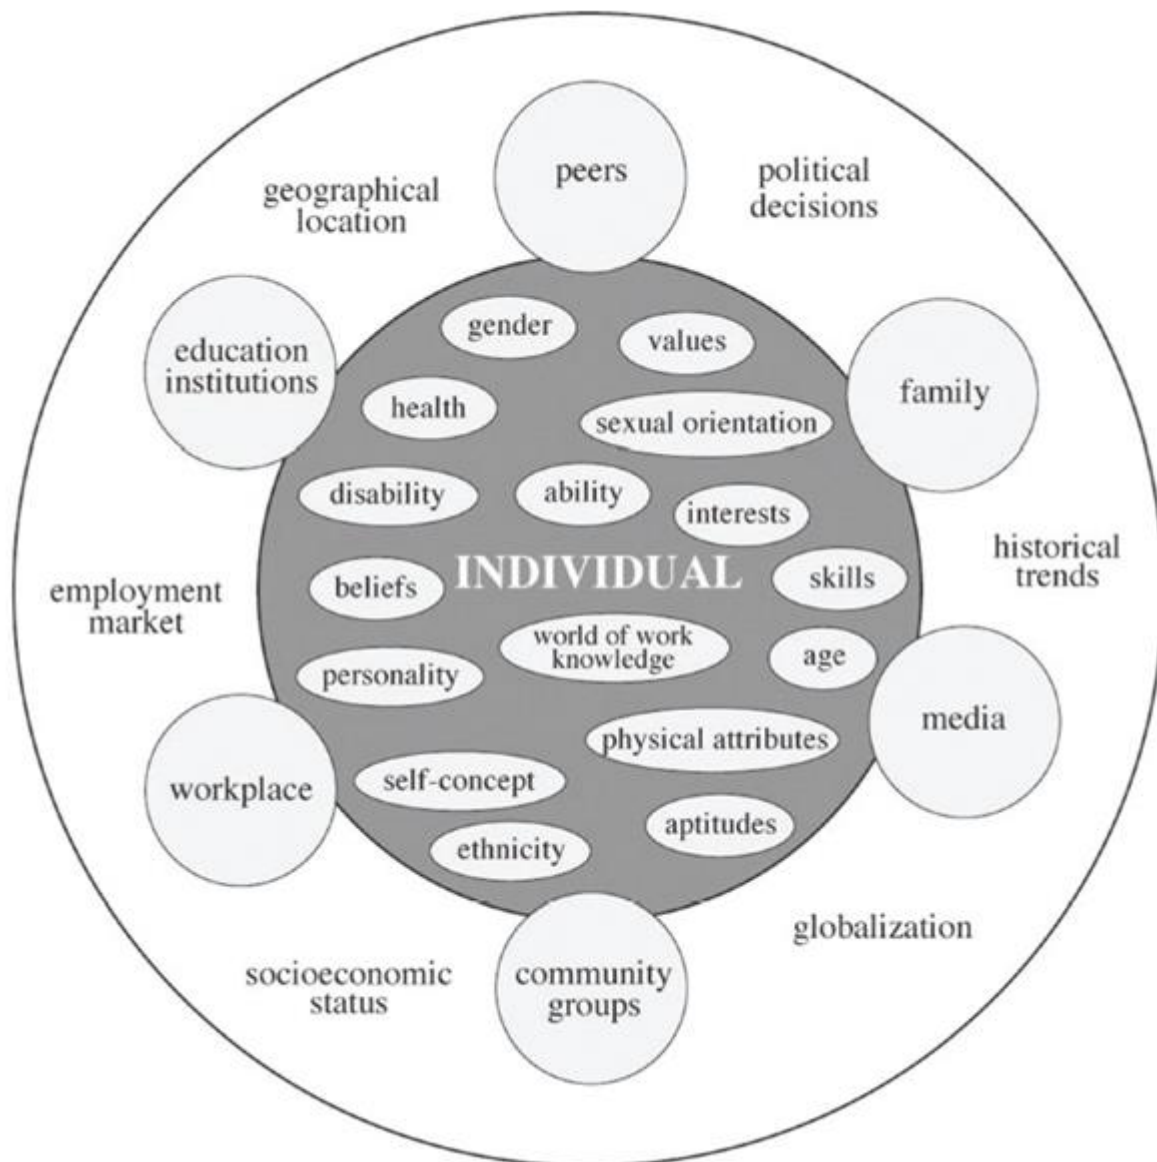 peers
geographical
location
political
decisions
education
institutions
gender
values
family
health
sexual orientation
disability
ability
interests
historical
trends
employment
market
beliefs
INDIVIDUAL
skills
world of work
knowledge
age
personality
media
workplace
physical attributes
self-concept
aptitudes
ethnicity
globalization
socioeconomic
status
community
groups